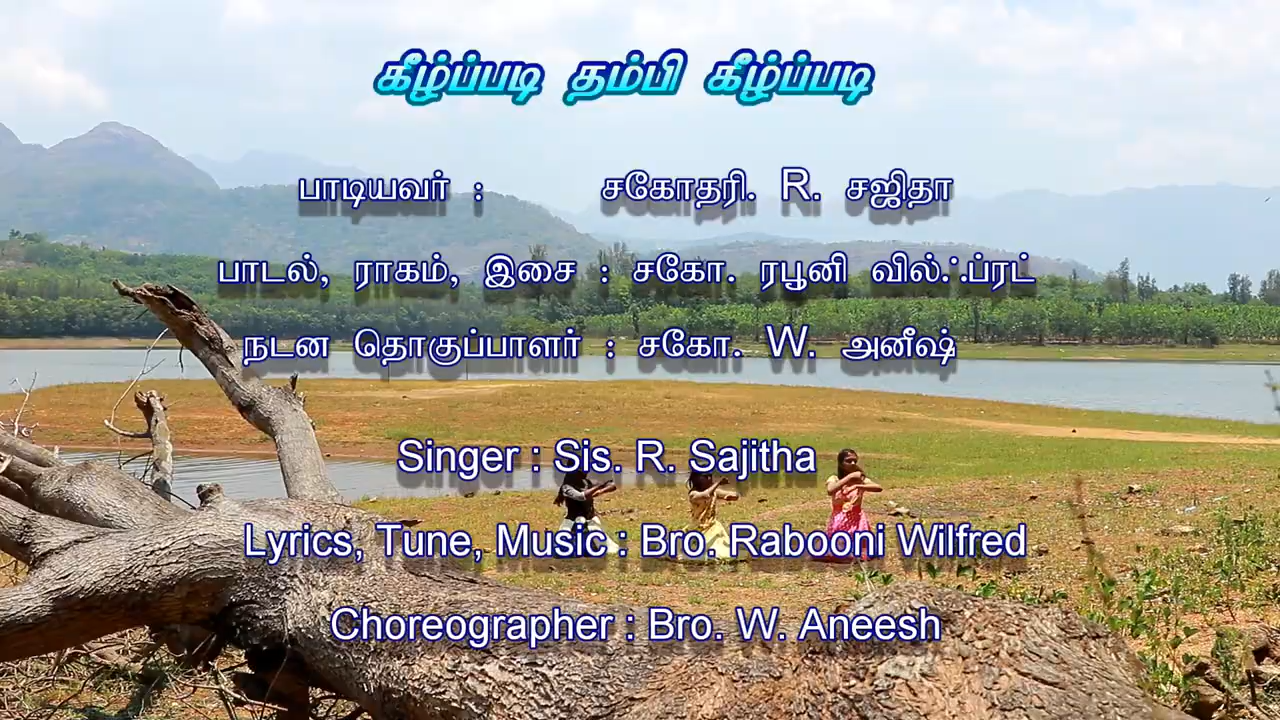 கீழ்ப்படி தம்பி கீழ்ப்படி
பாடியவர் : சகோதரி. R. சஜிதா
பாடல், ராகம், இசை : சகோ. ரபூனி வில்ஃப்ரட்
நடன தொகுப்பாளர் : சகோ. W. அனீஷ்
Singer : Sis. R. Sajitha
Lyrics, Tune, Music : Bro. Rabooni Wilfred
Choreographer : Bro. W. Aneesh